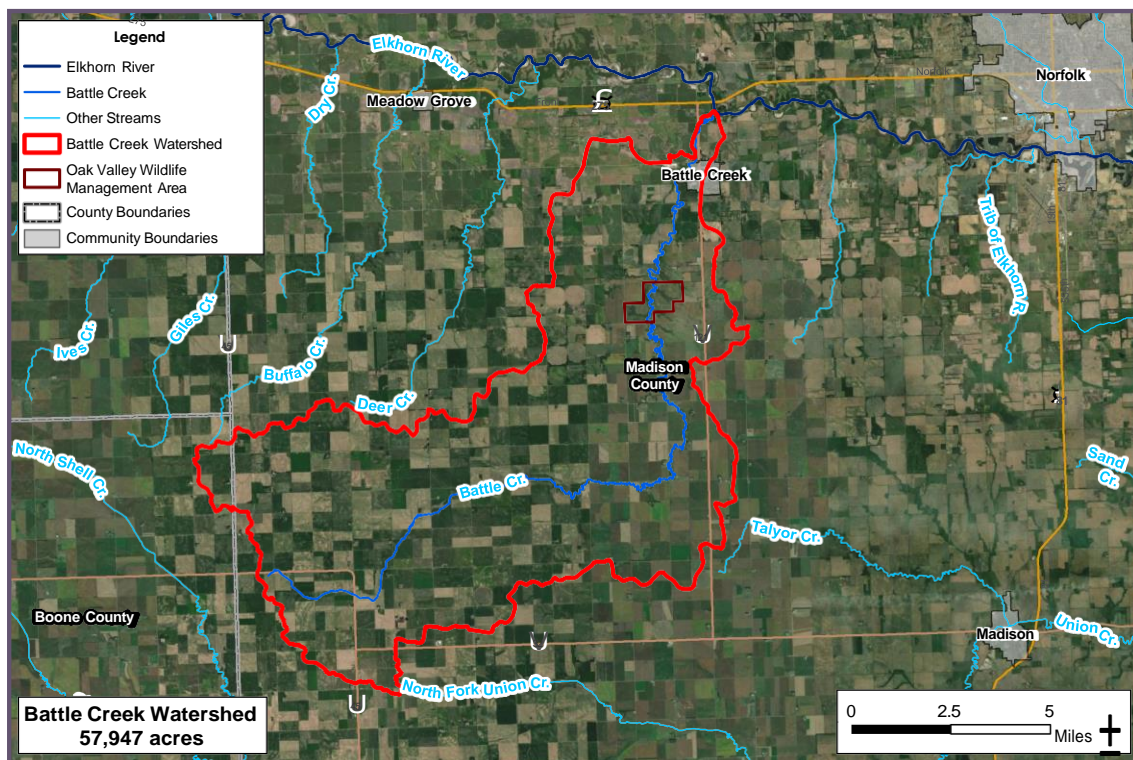 Legend
Elkhorn River
Battle Creek
Other Streams
Battle Creek Watershed
Oak Valley Wildlife
Management Area
County Boundaries
Community Boundaries
Elkhorn River
Dry Cr.
Meadow Grove
Norfolk
Norfolk
Battle Creek
Trib of Elkhorn R.
Ives Cr.
Giles Cr.
Buffalo Cr.
Deer Cr.
Madison
County
North Shell Cr.
Battle Cr.
Sand
Cr.
Talyor Cr.
Boone County
Madison
Union Cr.
North Fork Union Cr.
Battle Creek Watershed
57,947 acres
0
2.5
5
Miles